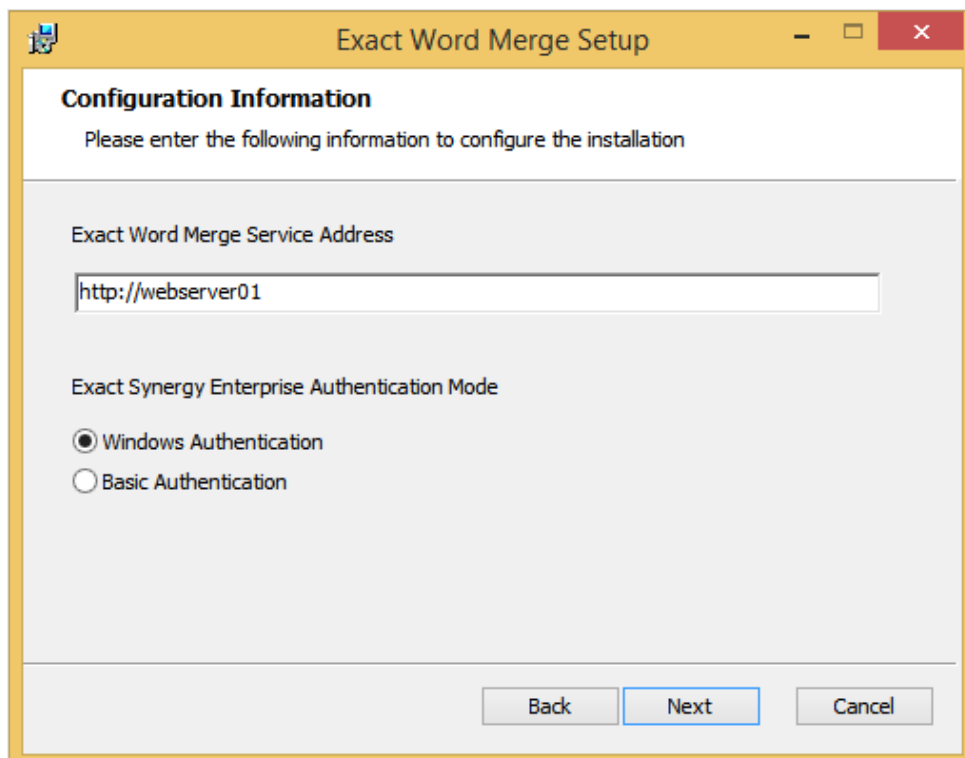 Exact Word Merge Setup
Configuration Information
Please enter the following information to configure the installation
Exact Word Merge Service Address
http://webserver01
Exact Synergy Enterprise Authentication Mode
Windows Authentication
Basic Authentication
Back Next Cancel